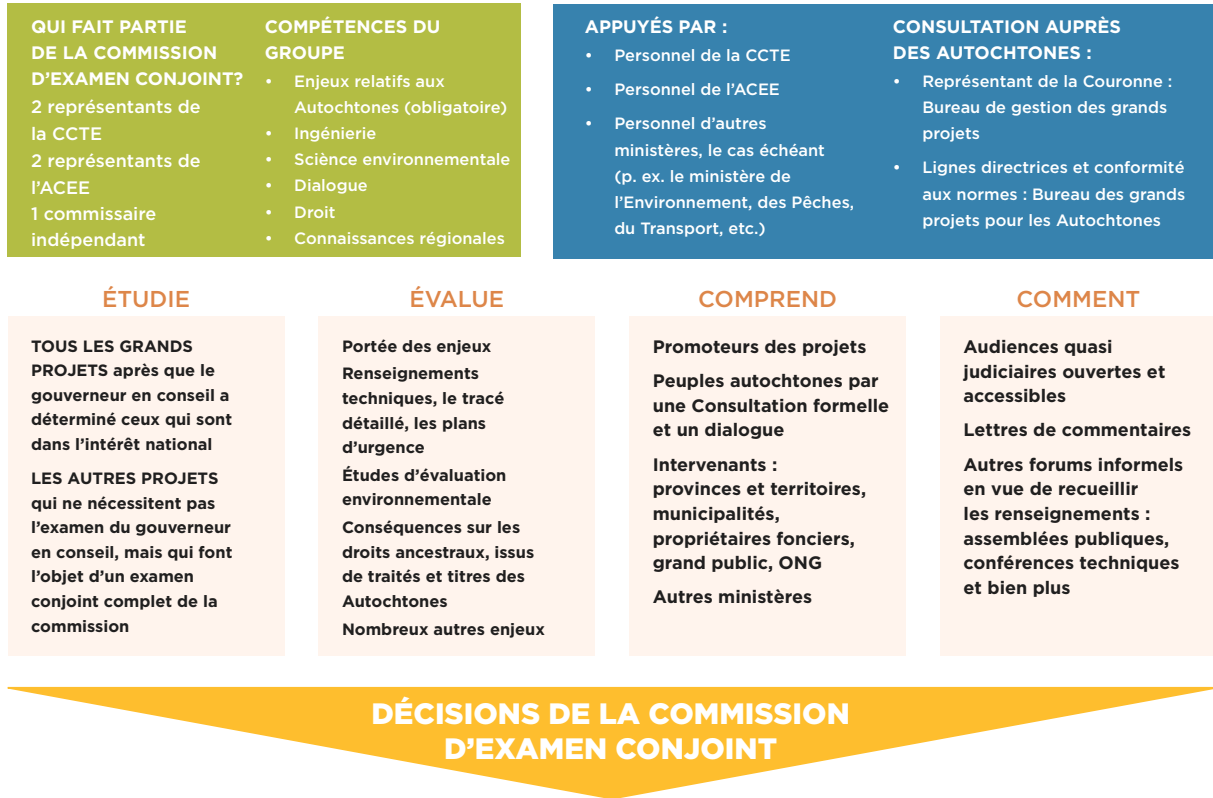 QUI FAIT PARTIE
DE LA COMMISSION
D'EXAMEN CONJOINT?
2 représentants de
la CCTE
2 représentants de
l'ACEE
1 commissaire
indépendant
COMPÉTENCES DU
GROUPE
• Enjeux relatifs aux
Autochtones (obligatoire)
• Ingénierie
• Sciènce environnementale
• Dialogue
• Droit
• Connaissances régionales
APPUYÉS PAR :
• Personnel de la CCTE
• Personnel de l'ACEE
• Personnel d'autres
ministères, le cas échéant
(p. ex. le ministère de
l'Environnement, des Pêches,
du Transport, etc.)
CONSULTATION AUPRÈS
DES AUTOCHTONES :
• Représentant de la Couronne :
Bureau de gestion des grands
projets
• Lignes directrices et conformité
aux normes : Bureau des grands
projets pour les Autochtones
ÉTUDIE
TOUS LES GRANDS
PROJETS après que le
gouverneur en conseil a
déterminé ceux qui sont
dans l'intérêt national
LES AUTRES PROJETS
qui ne nécessitent pas
l'examen du gouverneur
en conseil, mais qui font
l'objet d'un examen
conjoint complet de la
commission
ÉVALUE
Portée des enjeux
Renseignements
techniques, le tracé
détaillé, les plans
d'urgence
Études d'évaluation
environnementale
Conséquences sur les
droits ancestraux, issus
de traités et titres des
Autochtones
Nombreux autres enjeux
COMPREND
Promoteurs des projets
Peuples autochtones par
une Consultation formelle
et un dialogue
Intervenants :
provinces et territoires,
municipalités,
propriétaires fonciers,
grand public, ONG
Autres ministères
COMMENT
Audiences quasi
judiciaires ouvertes et
accessibles
Lettres de commentaires
Autres forums informels
en vue de recueillir
les renseignements :
assemblées publiques,
conférences techniques
et bien plus
DÉCISIONS DE LA COMMISSION
D'EXAMEN CONJOINT